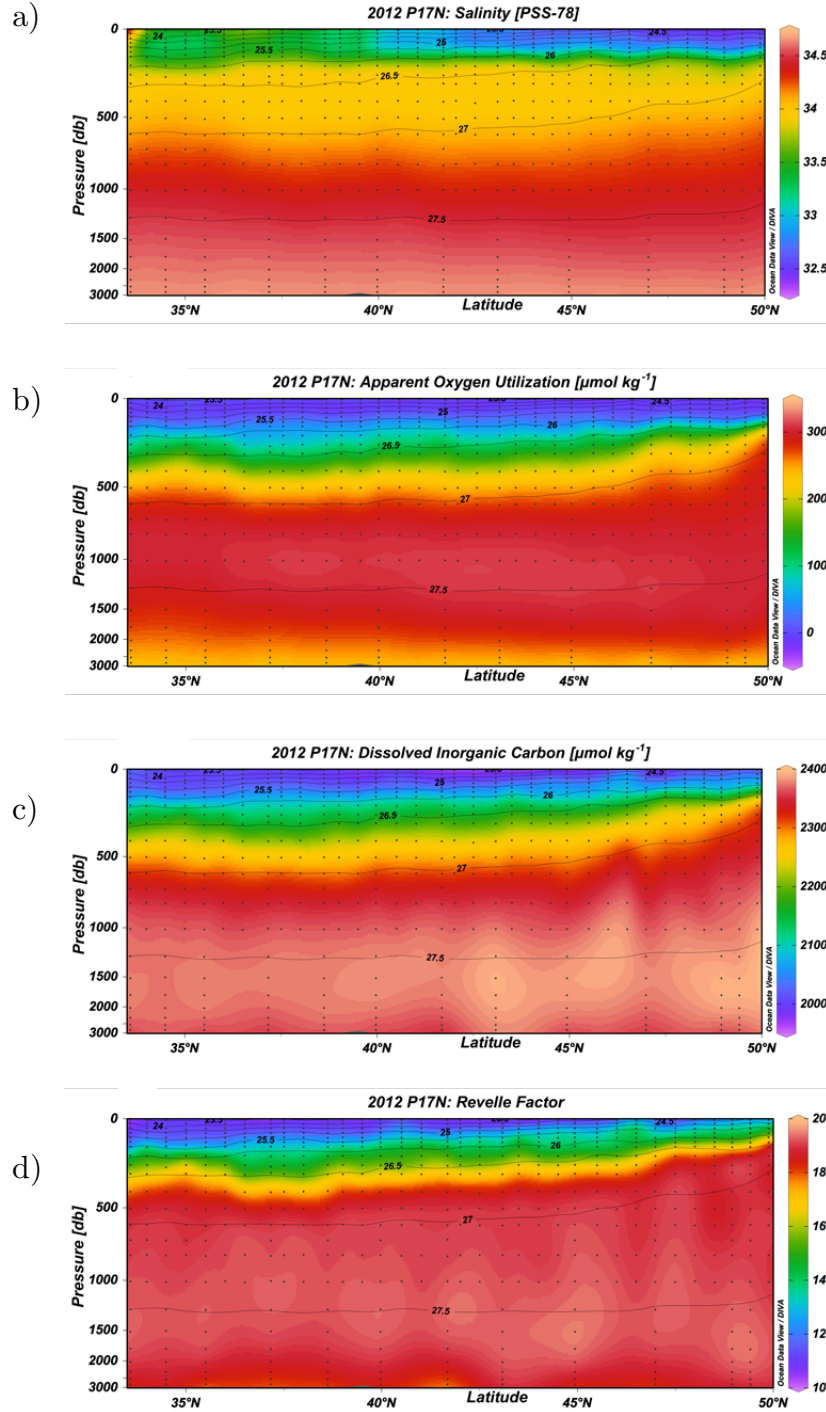 a)
2012 P17N: Salinity [PSS-78]
Pressure [db]
0
500
1000
1500
2000
3000
24
25.5
25
26
24.5
26.5
27
27.5
35°N
40°N
45°N
50°N
Latitude
34.5
34
33.5
33
32.5
Ocean Data View / DIVA
b)
2012 P17N: Apparent Oxygen Utilization [µmol kg-1]
Pressure [db]
0
500
1000
1500
2000
3000
24
25.5
25
26
24.5
26.5
27
27.5
35°N
40°N
45°N
50°N
Latitude
300
200
100
0
Ocean Data View / DIVA
c)
2012 P17N: Dissolved Inorganic Carbon [µmol kg-1]
Pressure [db]
0
500
1000
1500
2000
3000
24
25.5
25
26
24.5
26.5
27
27.5
35°N
40°N
45°N
50°N
Latitude
2400
2300
2200
2100
2000
Ocean Data View / DIVA
d)
2012 P17N: Revelle Factor
Pressure [db]
0
500
1000
1500
2000
3000
24
25.5
25
26
24.5
26.5
27
27.5
35°N
40°N
45°N
50°N
Latitude
20
18
16
14
12
10
Ocean Data View / DIVA